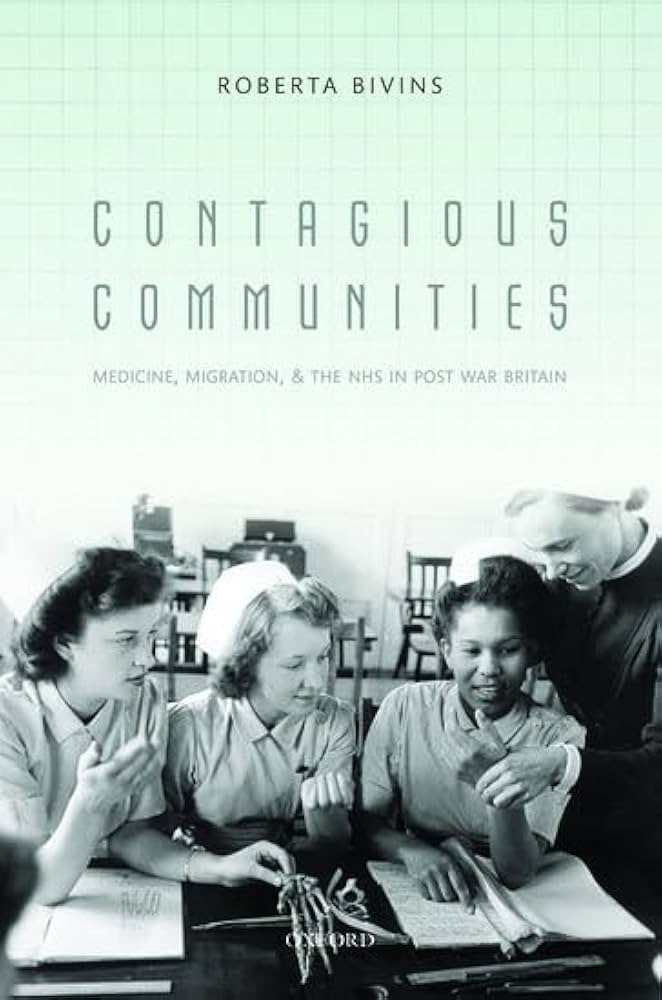 ROBERTA BIVINS
CONTAGIOUS
COMMUNITIES
MEDICINE, MIGRATION, & THE NHS IN POST WAR BRITAIN
OXFORD